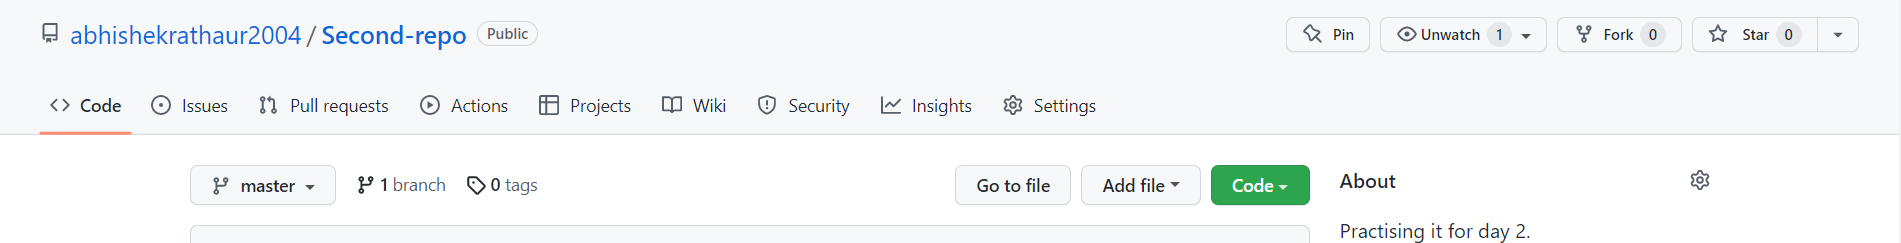 abhishekrathaur2004 / Second-repo Public
Pin Unwatch 1 Fork 0 Star 0
Code Issues Pull requests Actions Projects Wiki Security Insights Settings
master 1 branch 0 tags Go to file Add file Code About
Practising it for day 2.